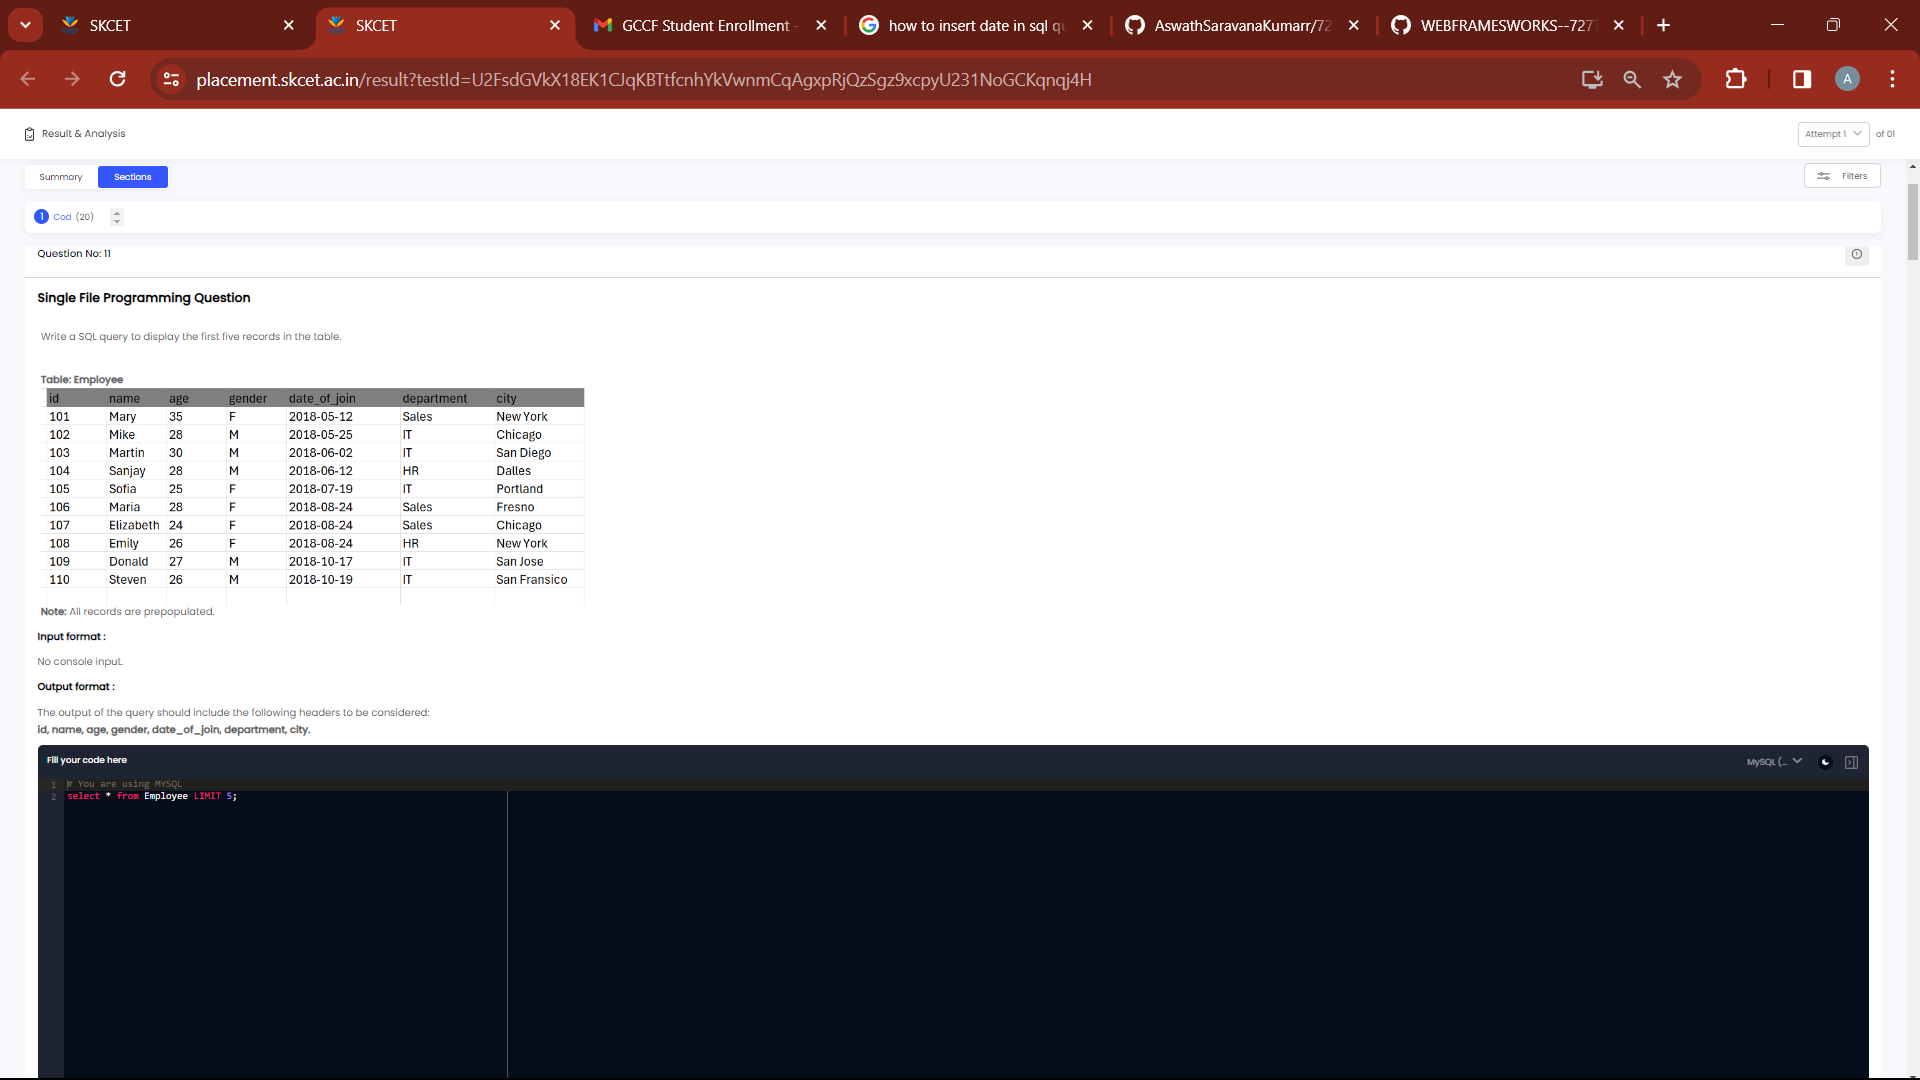 SKCET
SKCET
GCCF Student Enrollment -
how to insert date in sql qu
AswathSaravanaKumarr/72
WEBFRAMESWORKS--727
placement.skcet.ac.in/result?testId=U2FsdGVkX18EK1CJqKBTtfcnhYkVwnmCqAgxpRjQzSgz9xcpyU231NoGCKqnqj4H
A
Result & Analysis
Attempt 1 of 01
Summary Sections
Filters
1 Cod (20)
Question No: 11
Single File Programming Question
Write a SQL query to display the first five records in the table.
Table: Employee
id name age gender date_of_join department city
101 Mary 35 F 2018-05-12 Sales New York
102 Mike 28 M 2018-05-25 IT Chicago
103 Martin 30 M 2018-06-02 IT San Diego
104 Sanjay 28 M 2018-06-12 HR Dalles
105 Sofia 25 F 2018-07-19 IT Portland
106 Maria 28 F 2018-08-24 Sales Fresno
107 Elizabeth 24 F 2018-08-24 Sales Chicago
108 Emily 26 F 2018-08-24 HR New York
109 Donald 27 M 2018-10-17 IT San Jose
110 Steven 26 M 2018-10-19 IT San Fransico
Note: All records are prepopulated.
Input format :
No console input.
Output format :
The output of the query should include the following headers to be considered:
id, name, age, gender, date_of_join, department, city.
Fill your code here
MySQL (...
1 # You are using MYSQL
2 select * from Employee LIMIT 5;